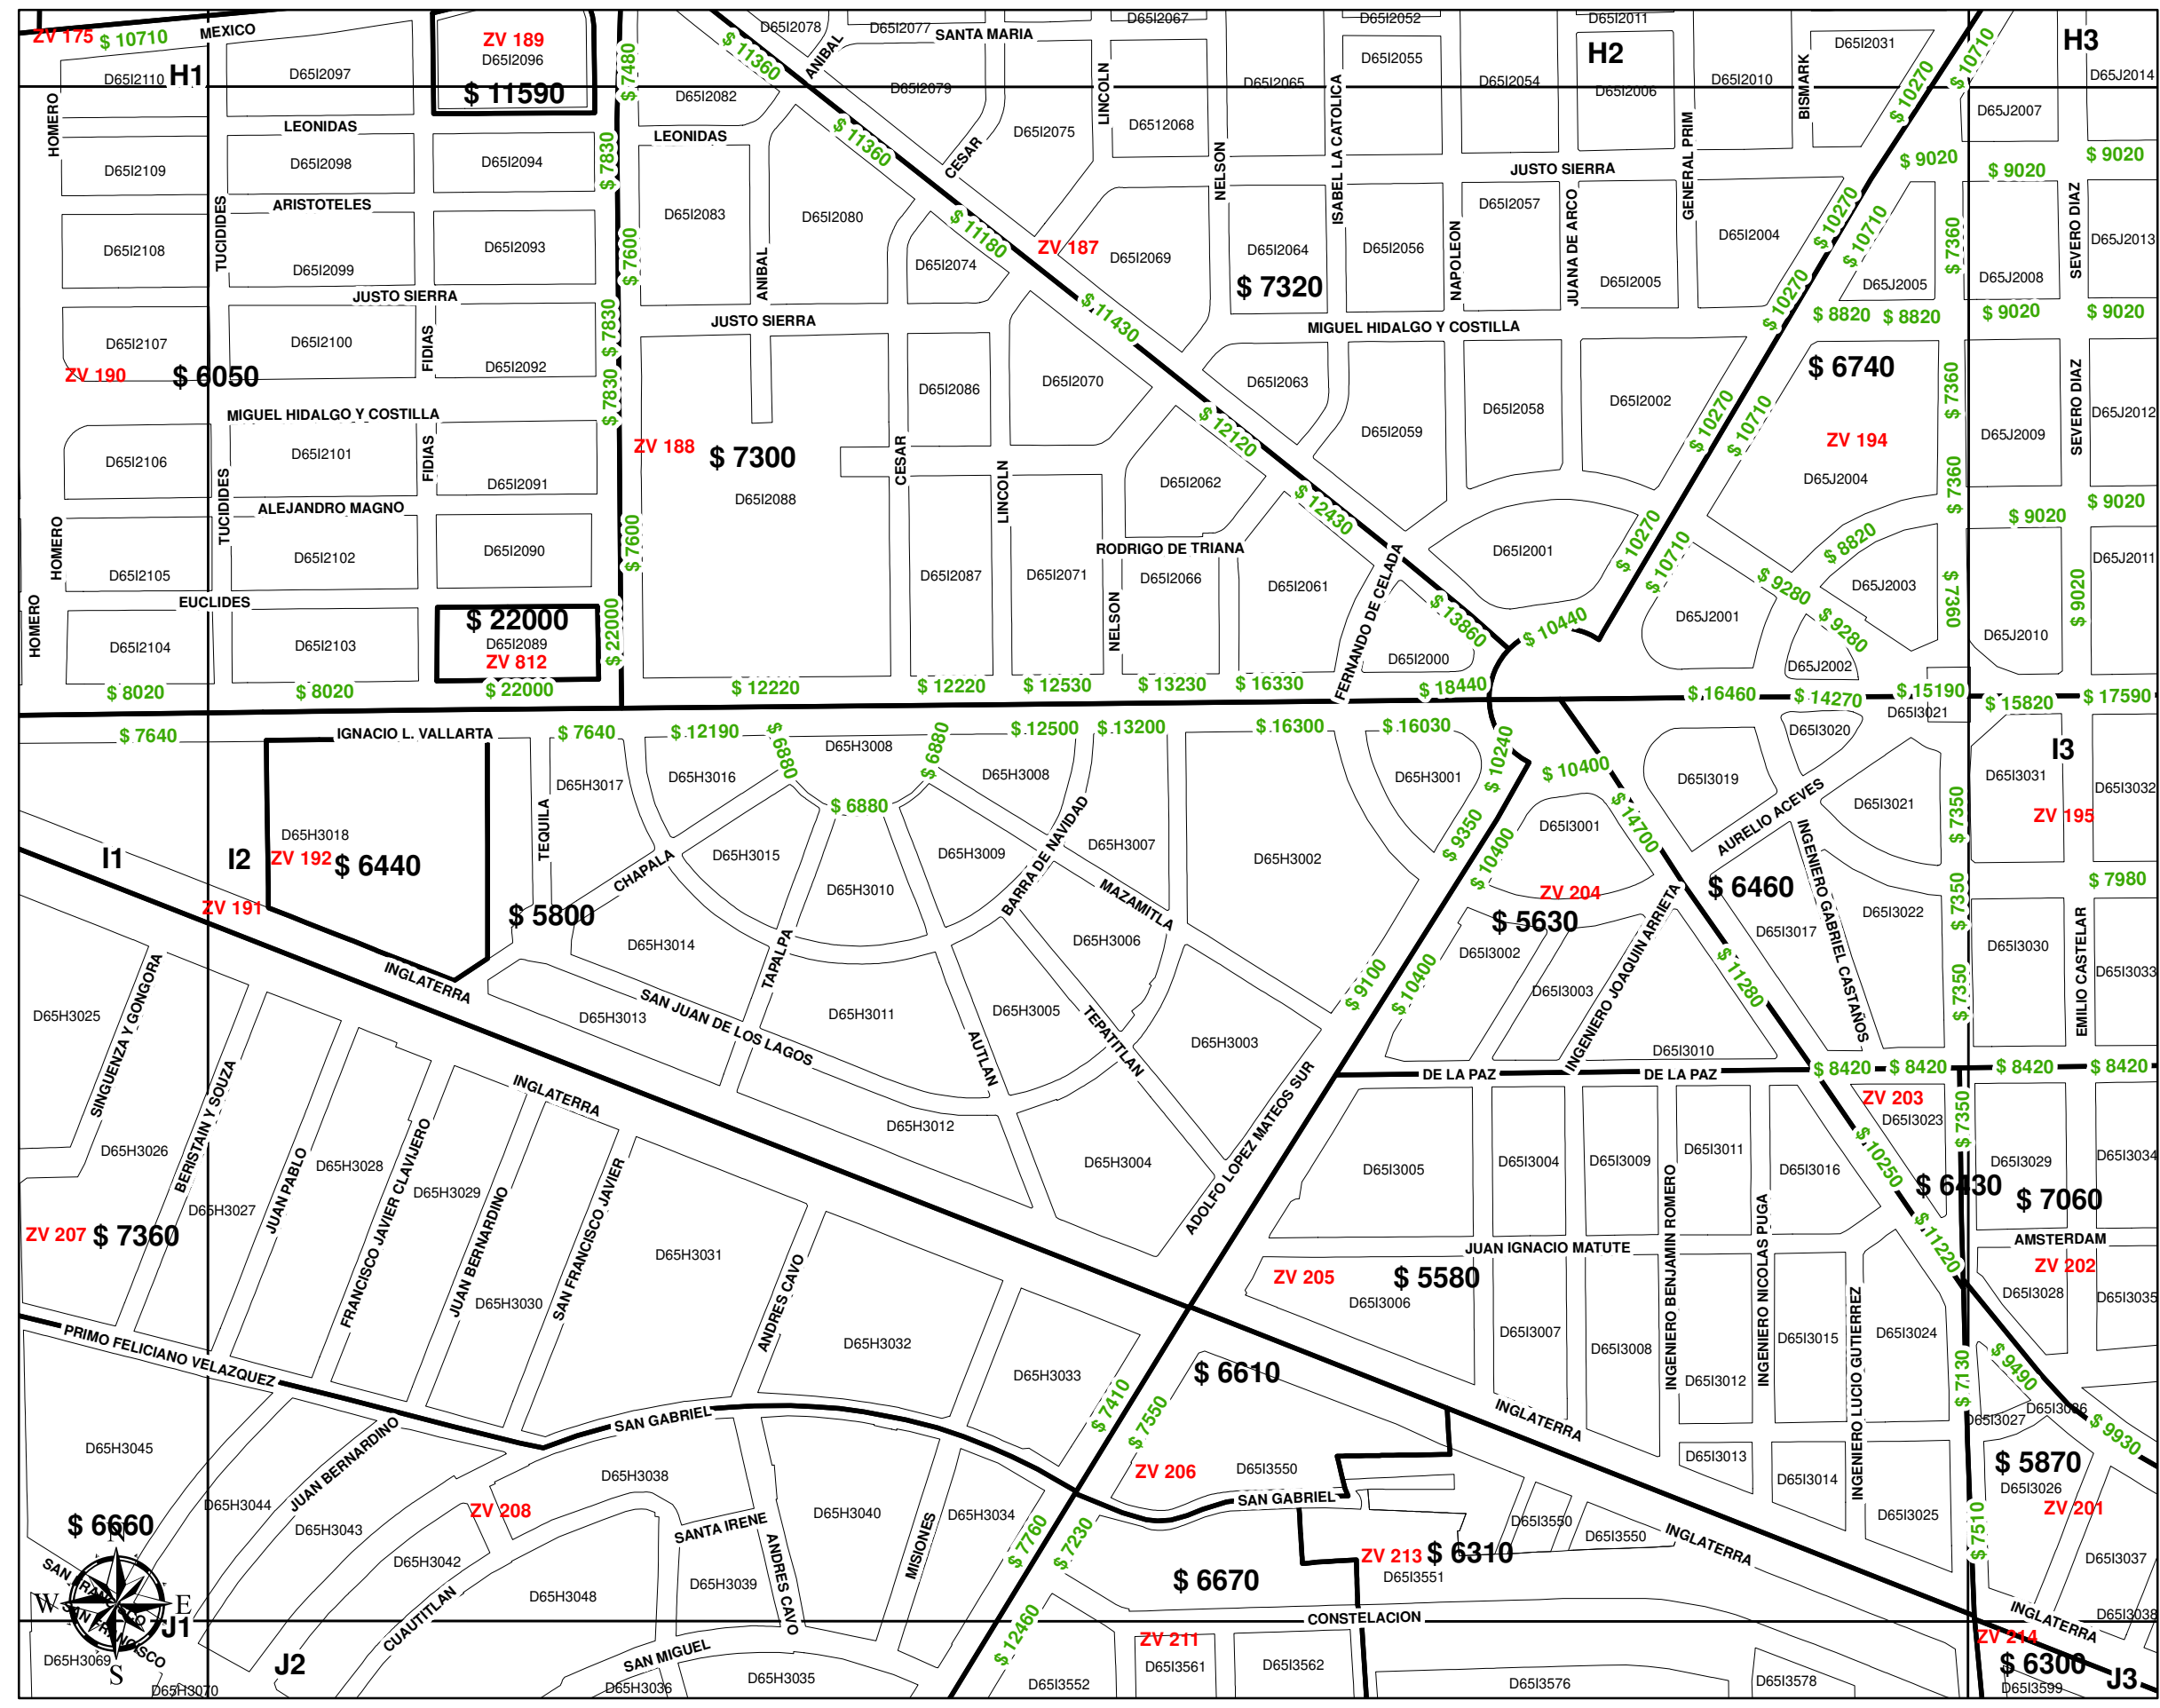 ZV 175
$ 10710
MEXICO
ZV 189
D65I2096
$ 11590
D65I2110
H1
D65I2097
$ 7480
$ 11360
D65I2078
ANIBAL
D65I2077
SANTA MARIA
D65I2067
D65I2052
D65I2011
H2
D65I2031
$ 10710
H3
D65J2014
D65I2082
D65I2079
LINCOLN
D65I2065
D65I2055
D65I2054
D65I2006
D65I2010
BISMARK
$ 10270
D65J2007
HOMERO
LEONIDAS
LEONIDAS
$ 11360
D65I2075
D6512068
ISABEL LA CATOLICA
D65I2109
D65I2098
D65I2094
$ 7830
CESAR
NELSON
JUSTO SIERRA
GENERAL PRIM
$ 9020
$ 9020
$ 9020
TUCIDIDES
ARISTOTELES
D65I2083
D65I2080
$ 11180
D65I2057
JUANA DE ARCO
$ 10270
$ 10710
D65I2108
D65I2099
D65I2093
$ 7600
ANIBAL
D65I2074
ZV 187
D65I2069
D65I2064
D65I2056
NAPOLEON
D65I2005
D65I2004
$ 7360
SEVERO DIAZ
D65J2013
JUSTO SIERRA
$ 7320
$ 10270
D65J2005
D65J2008
D65I2107
D65I2100
FIDIAS
D65I2092
$ 7830
JUSTO SIERRA
$ 11430
MIGUEL HIDALGO Y COSTILLA
$ 8820
$ 8820
$ 9020
$ 9020
ZV 190
$ 6050
$ 7830
D65I2086
D65I2070
D65I2063
D65I2058
D65I2002
$ 6740
$ 7360
SEVERO DIAZ
D65J2012
MIGUEL HIDALGO Y COSTILLA
$ 12120
D65I2059
$ 10270
$ 10710
ZV 194
D65J2009
D65I2106
D65I2101
FIDIAS
D65I2091
ZV 188
$ 7300
D65I2088
CESAR
LINCOLN
D65I2062
$ 12430
D65J2004
$ 7360
TUCIDIDES
ALEJANDRO MAGNO
$ 9020
$ 9020
HOMERO
D65I2105
D65I2102
D65I2090
$ 7600
D65I2087
D65I2071
RODRIGO DE TRIANA
D65I2066
D65I2061
FERNANDO DE CELADA
D65I2001
$ 10270
$ 10710
$ 8820
$ 9280
D65J2003
$ 7360
D65J2011
HOMERO
EUCLIDES
$ 22000
D65I2089
ZV 812
$ 22000
$ 22000
NELSON
$ 13860
$ 10440
D65J2001
$ 9280
D65J2002
D65J2010
$ 9020
D65I2104
D65I2103
D65I2000
$ 8020
$ 8020
$ 12220
$ 12220
$ 12530
$ 13230
$ 16330
$ 18440
$ 16460
$ 14270
$ 15190
$ 15820
$ 17590
D65I3021
$ 7640
IGNACIO L. VALLARTA
$ 7640
$ 12190
$ 6880
D65H3008
$ 6880
$ 12500
$ 13200
$ 16300
$ 16030
$ 10240
$ 10400
D65I3020
I3
D65H3017
D65H3016
D65H3008
D65H3001
D65I3019
D65I3031
D65I3032
I1
I2
D65H3018
ZV 192
$ 6440
TEQUILA
$ 6880
D65H3015
D65H3009
BARRA DE NAVIDAD
D65H3007
D65H3002
$ 9350
$ 10400
D65I3001
$ 14700
AURELIO ACEVES
D65I3021
$ 7350
ZV 195
ZV 191
CHAPALA
$ 5800
D65H3010
MAZAMITLA
ZV 204
$ 5630
$ 6460
INGENIERO GABRIEL CASTAÑOS
D65I3022
$ 7350
$ 7980
INGLATERRA
D65H3014
TAPALPA
D65H3006
D65I3002
D65I3003
INGENIERO JOAQUIN ARRIETA
D65I3017
$ 11280
D65I3030
EMILIO CASTELAR
D65I3033
D65H3025
SINGUENZA Y GONGORA
D65H3013
SAN JUAN DE LOS LAGOS
D65H3011
AUTLAN
D65H3005
TEPATITLAN
D65H3003
$ 9100
$ 10400
$ 7350
D65I3010
DE LA PAZ
DE LA PAZ
$ 8420
$ 8420
$ 8420
$ 8420
BERISTAIN Y SOUZA
INGLATERRA
D65H3012
ADOLFO LOPEZ MATEOS SUR
ZV 203
D65I3023
$ 7350
D65H3026
JUAN PABLO
D65H3028
FRANCISCO JAVIER CLAVIJERO
D65H3029
D65H3004
D65I3005
D65I3004
D65I3009
D65I3011
D65I3016
$ 10250
D65I3029
D65I3034
D65H3027
JUAN BERNARDINO
SAN FRANCISCO JAVIER
INGENIERO BENJAMIN ROMERO
INGENIERO NICOLAS PUGA
$ 6430
$ 7060
ZV 207
$ 7360
D65H3031
JUAN IGNACIO MATUTE
$ 11220
AMSTERDAM
ZV 205
$ 5580
D65I3006
ZV 202
D65H3030
ANDRES CAVO
D65H3032
D65I3007
D65I3008
D65I3015
INGENIERO LUCIO GUTIERREZ
D65I3024
D65I3028
D65I3035
PRIMO FELICIANO VELAZQUEZ
D65H3033
$ 6610
D65I3012
$ 7130
$ 9490
SAN GABRIEL
$ 7410
$ 7550
INGLATERRA
D65I3027
D65I3036
$ 9930
D65H3045
JUAN BERNARDINO
D65H3038
ZV 206
D65I3550
D65I3013
D65I3014
$ 5870
D65I3026
D65H3044
ZV 208
SAN GABRIEL
ZV 201
$ 6660
D65H3043
SANTA IRENE
D65H3040
MISIONES
D65H3034
$ 7760
$ 7230
D65I3550
D65I3550
INGLATERRA
D65I3025
$ 7510
N
SAN FRANCISCO
D65H3042
CUAUTITLAN
D65H3048
D65H3039
ANDRES CAVO
$ 6670
ZV 213
$ 6310
D65I3551
D65I3037
W
E
SAN FRANCISCO
J1
$ 12460
CONSTELACION
INGLATERRA
D65I3038
S
D65H3069
D65H3070
J2
SAN MIGUEL
D65H3036
D65H3035
D65I3552
ZV 211
D65I3561
D65I3562
D65I3576
D65I3578
ZV 214
$ 6300
D65I3599
J3